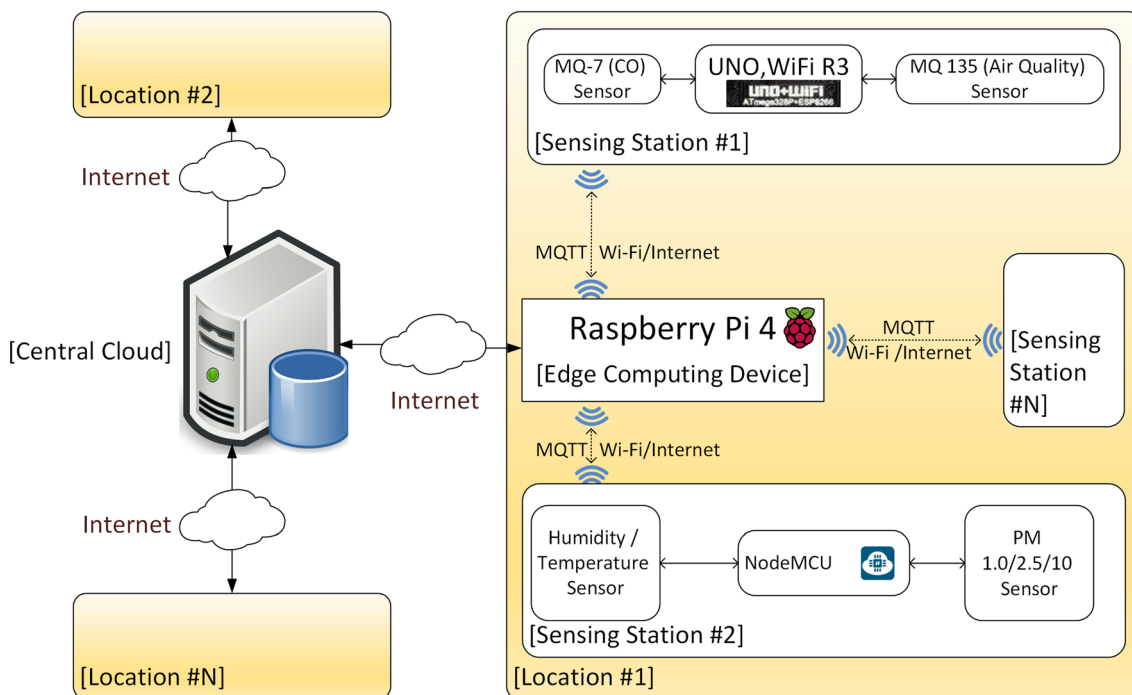 [Location #2]
Internet
[Central Cloud]
Internet
Internet
[Location #N]
MQ-7 (CO)
Sensor
UNO,WiFi R3
UNO+WiFi
ATmega328P+ESP8266
MQ 135 (Air Quality)
Sensor
[Sensing Station #1]
MQTT Wi-Fi/Internet
Raspberry Pi 4
[Edge Computing Device]
MQTT
Wi-Fi /Internet
[Sensing
Station
#N]
MQTT Wi-Fi/Internet
Humidity /
Temperature
Sensor
NodeMCU
PM
1.0/2.5/10
Sensor
[Sensing Station #2]
[Location #1]